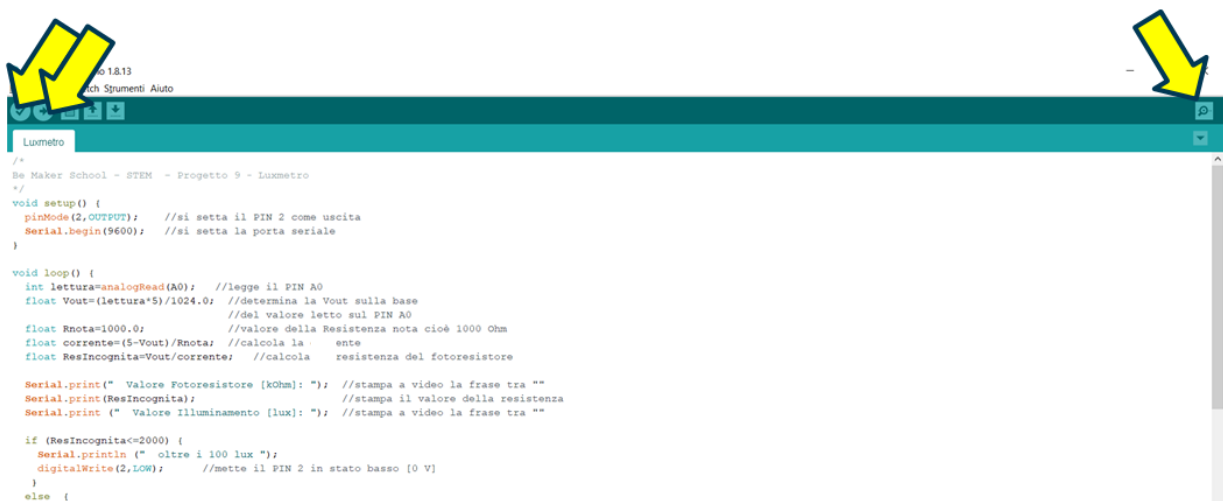 1.8.13
Strumenti Aiuto
Luxmetro
/*
Be Maker School - STEM - Progetto 9 - Luxmetro
*/
void setup() {
pinMode(2,OUTPUT); //si setta il PIN 2 come uscita
Serial.begin(9600); //si setta la porta seriale
}
void loop() {
int lettura=analogRead(A0); //legge il PIN A0
float Vout=(lettura*5)/1024.0; //determina la Vout sulla base
//del valore letto sul PIN A0
float Rnota=1000.0; //valore della Resistenza nota cioè 1000 Ohm
float corrente=(5-Vout)/Rnota; //calcola la ente
float ResIncognita=Vout/corrente; //calcola resistenza del fotoresistore
Serial.print(" Valore Fotoresistore [kOhm]: "); //stampa a video la frase tra ""
Serial.print(ResIncognita); //stampa il valore della resistenza
Serial.print (" Valore Illuminamento [lux]: "); //stampa a video la frase tra ""
if (ResIncognita<=2000) {
Serial.println (" oltre i 100 lux ");
digitalWrite(2,LOW); //mette il PIN 2 in stato basso [0 V]
}
else {